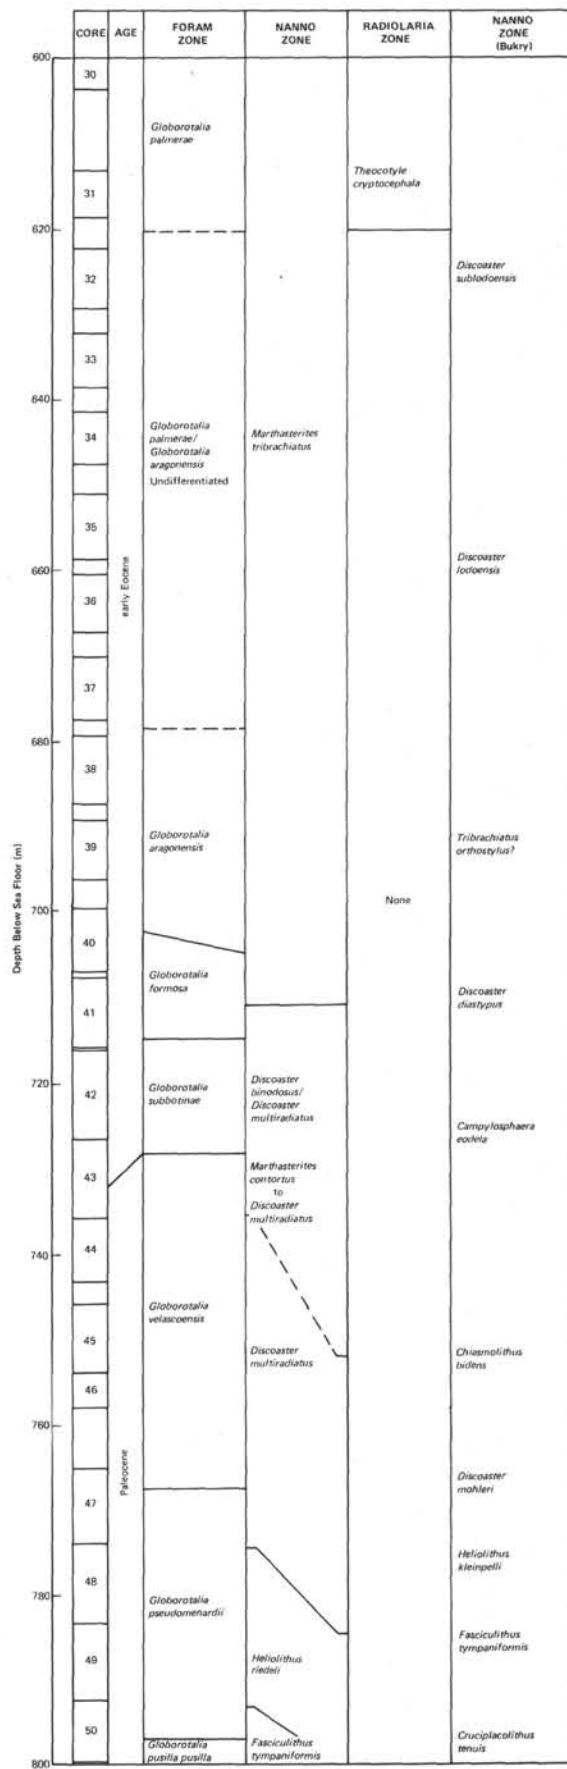 CORE
AGE
FORAM
ZONE
NANNO
ZONE
RADIOLARIA
ZONE
NANNO
ZONE
(Bukry)
600
620
640
660
680
700
720
740
760
780
800
Depth Below Sea Floor (m)
30
31
32
33
34
35
36
37
38
39
40
41
42
43
44
45
46
47
48
49
50
early Eocene
Paleocene
Globorotalia
palmerae
Globorotalia
palmerae/
Globorotalia
aragonensis
Undifferentiated
Globorotalia
aragonensis
Globorotalia
formosa
Globorotalia
subbotinae
Globorotalia
velascoensis
Globorotalia
pseudomenardii
Globorotalia
pusilla pusilla
Marthasterites
tribrachiatus
Discoaster
binodosus/
Discoaster
multiradiatus
Marthasterites
contortus
to
Discoaster
multiradiatus
Discoaster
multiradiatus
Heliolithus
riedeli
Fasciculithus
tympaniformis
Theocotyle
cryptocephala
None
Discoaster
sublodoensis
Discoaster
lodoensis
Tribrachiatus
orthostylus?
Discoaster
diastypus
Campylosphaera
eodela
Chiasmolithus
bidens
Discoaster
mohleri
Heliolithus
kleinpelli
Fasciculithus
tympaniformis
Cruciplacolithus
tenuis